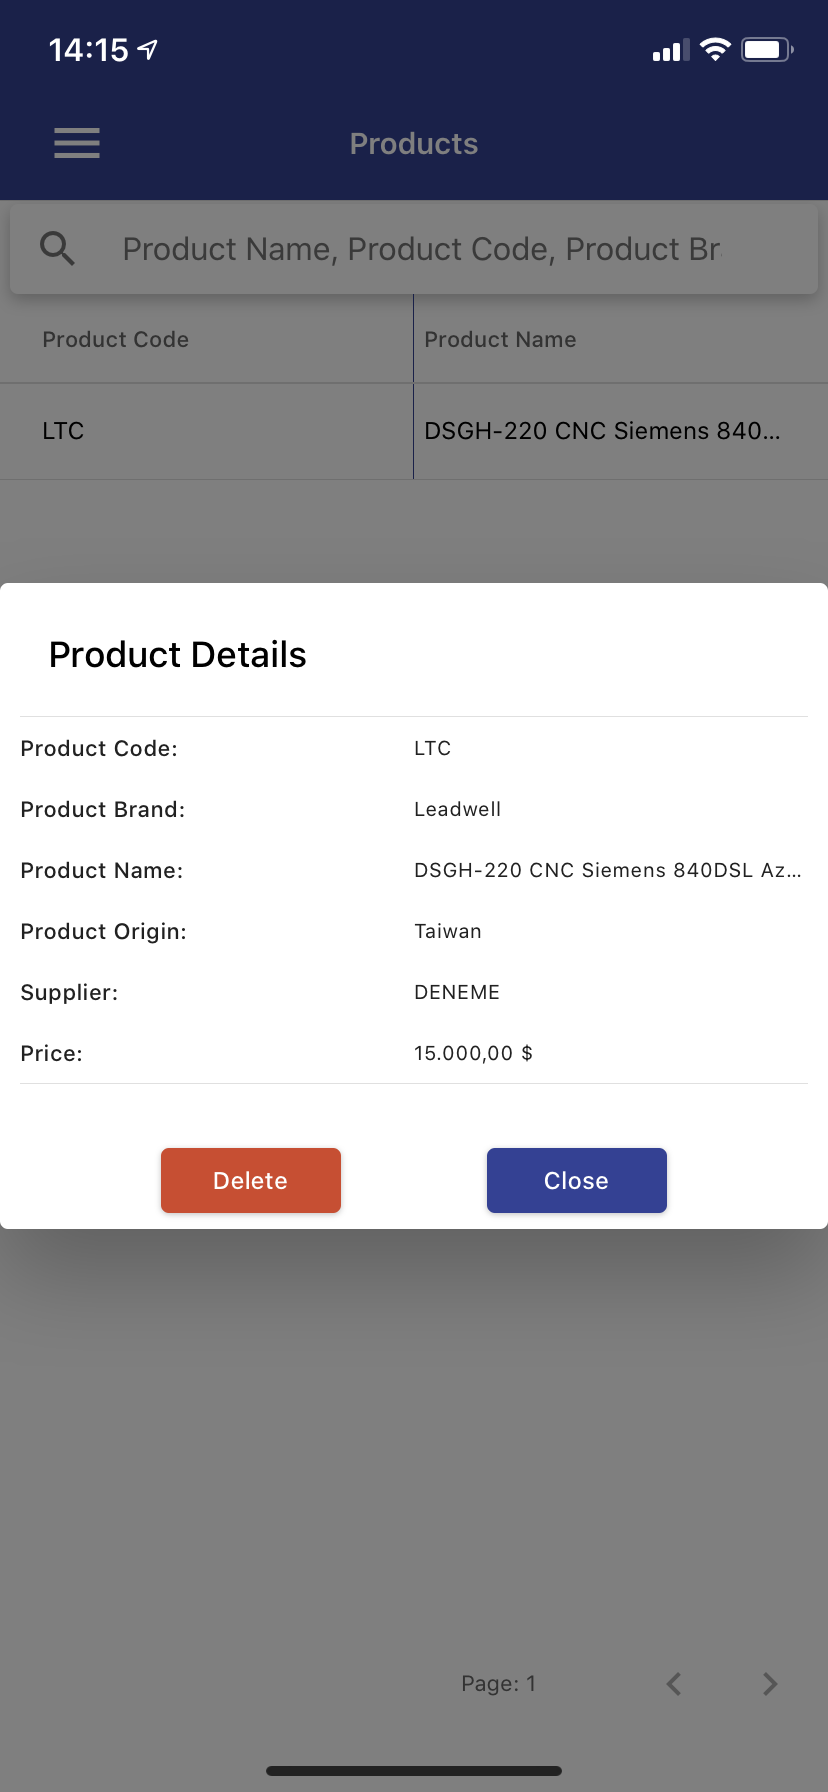 14:15
Products
Product Name, Product Code, Product Br
Product Code Product Name
LTC DSGH-220 CNC Siemens 840...
Product Details
Product Code: LTC
Product Brand: Leadwell
Product Name: DSGH-220 CNC Siemens 840DSL Az...
Product Origin: Taiwan
Supplier: DENEME
Price: 15.000,00 $
Delete Close
Page: 1